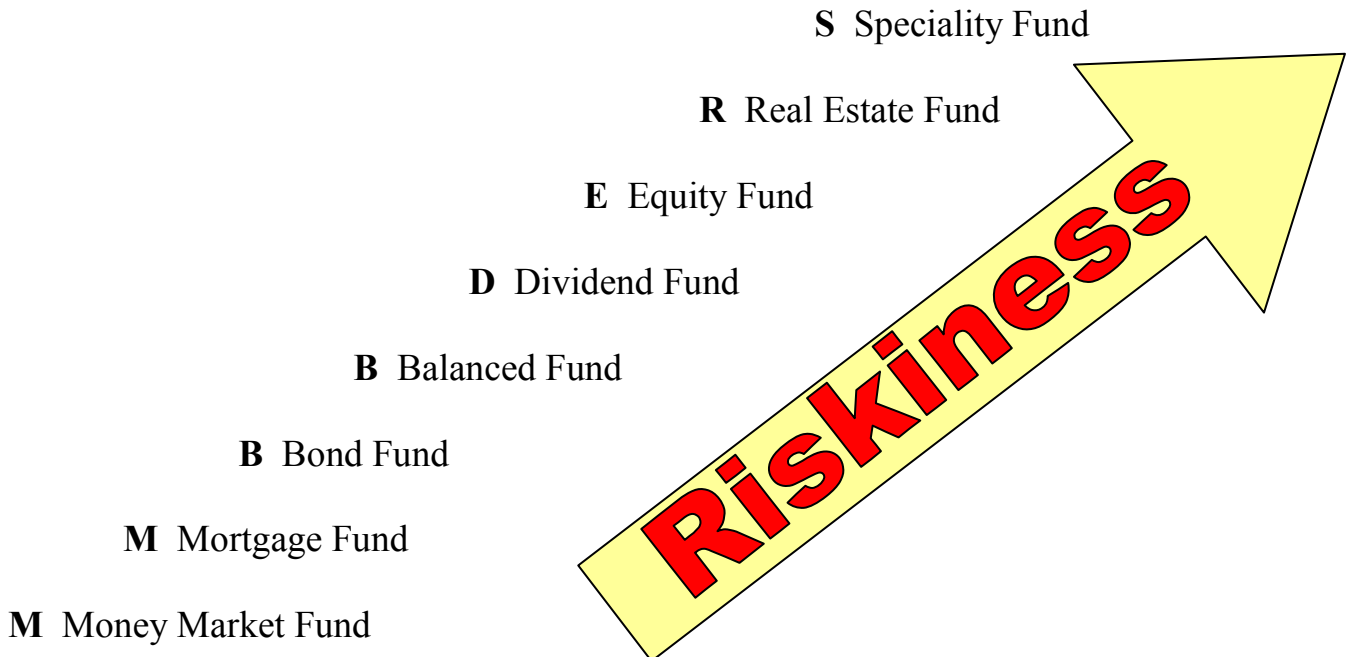 S Speciality Fund
R Real Estate Fund
E Equity Fund
D Dividend Fund
B Balanced Fund
B Bond Fund
M Mortgage Fund
M Money Market Fund
Riskiness